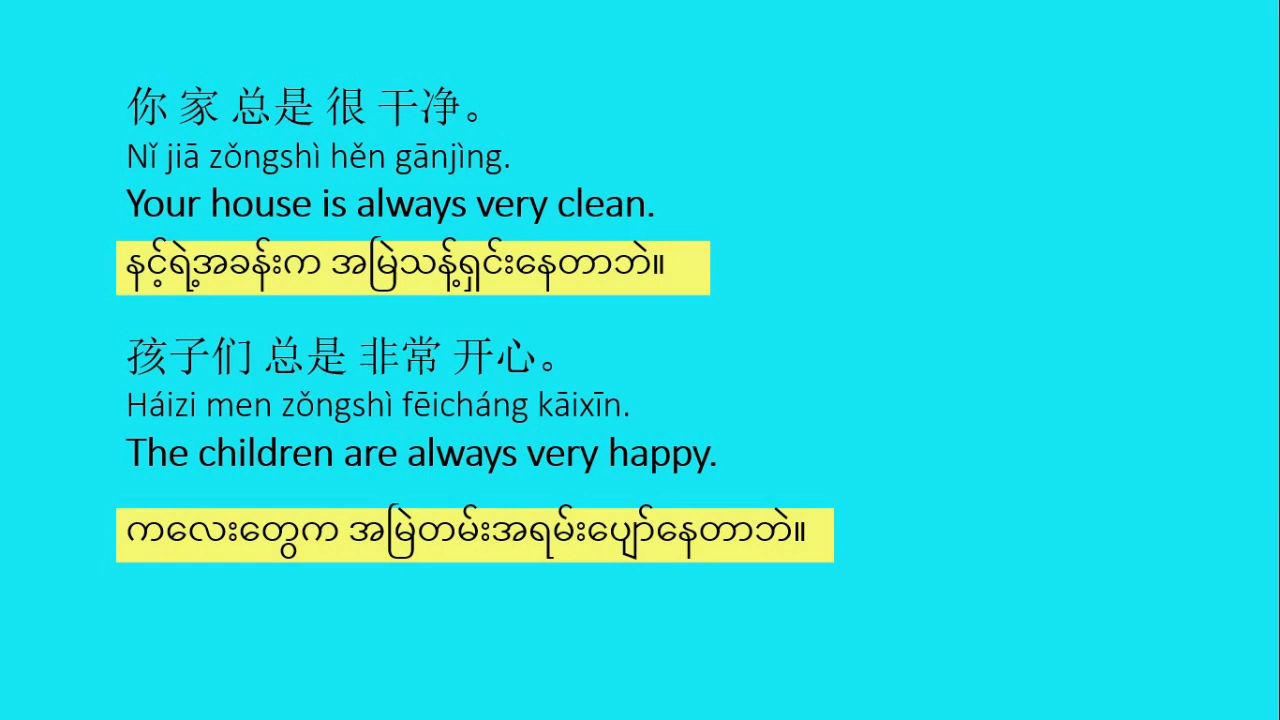 你 家 总是 很 干净。
Nǐ jiā zǒngshì hěn gānjìng.
Your house is always very clean.
နင့်ရဲ့အခန်းက အမြဲသန့်ရှင်းနေတာဘဲ။
孩子们 总是 非常 开心。
Háizi men zǒngshì fēicháng kāixīn.
The children are always very happy.
ကလေးတွေက အမြဲတမ်းအရမ်းပျော်နေတာဘဲ။